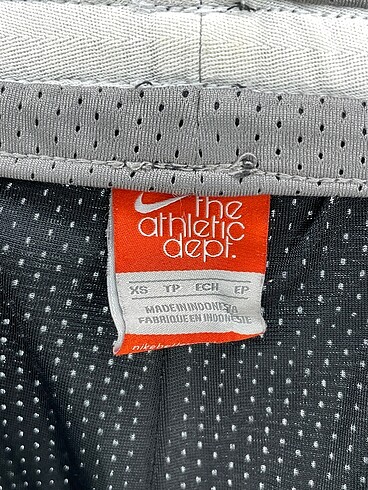 the
athletic
dept.
XS TP ECH EP
MADE IN INDONESIA
FABRIQUE EN INDONESIE